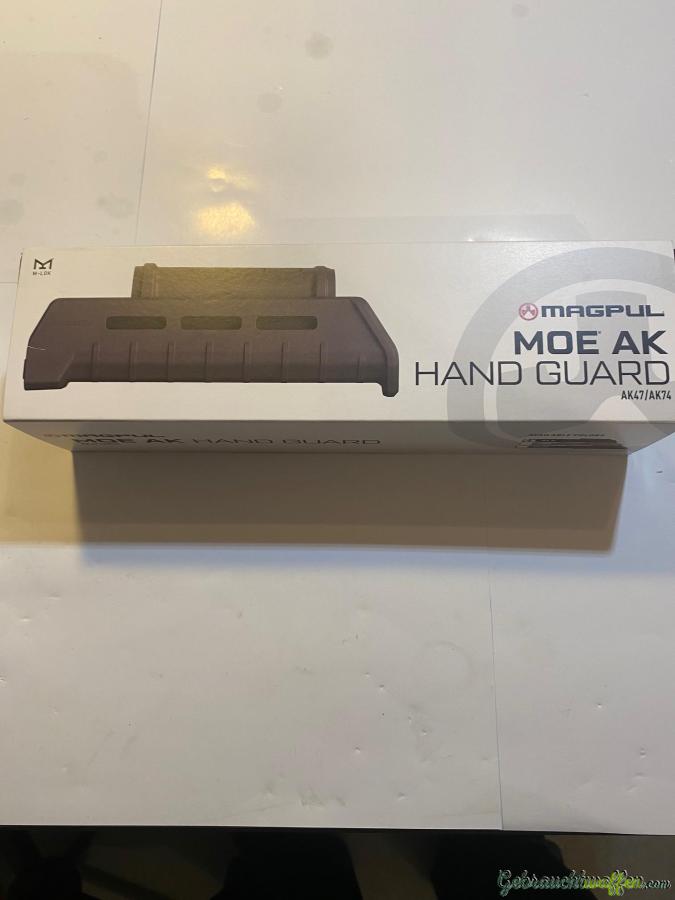 M-LOK
MAGPUL
MOE® AK
HAND GUARD
AK47/AK74
MAGPUL
MOE AK HAND GUARD
Gebrauchtwaffen.com